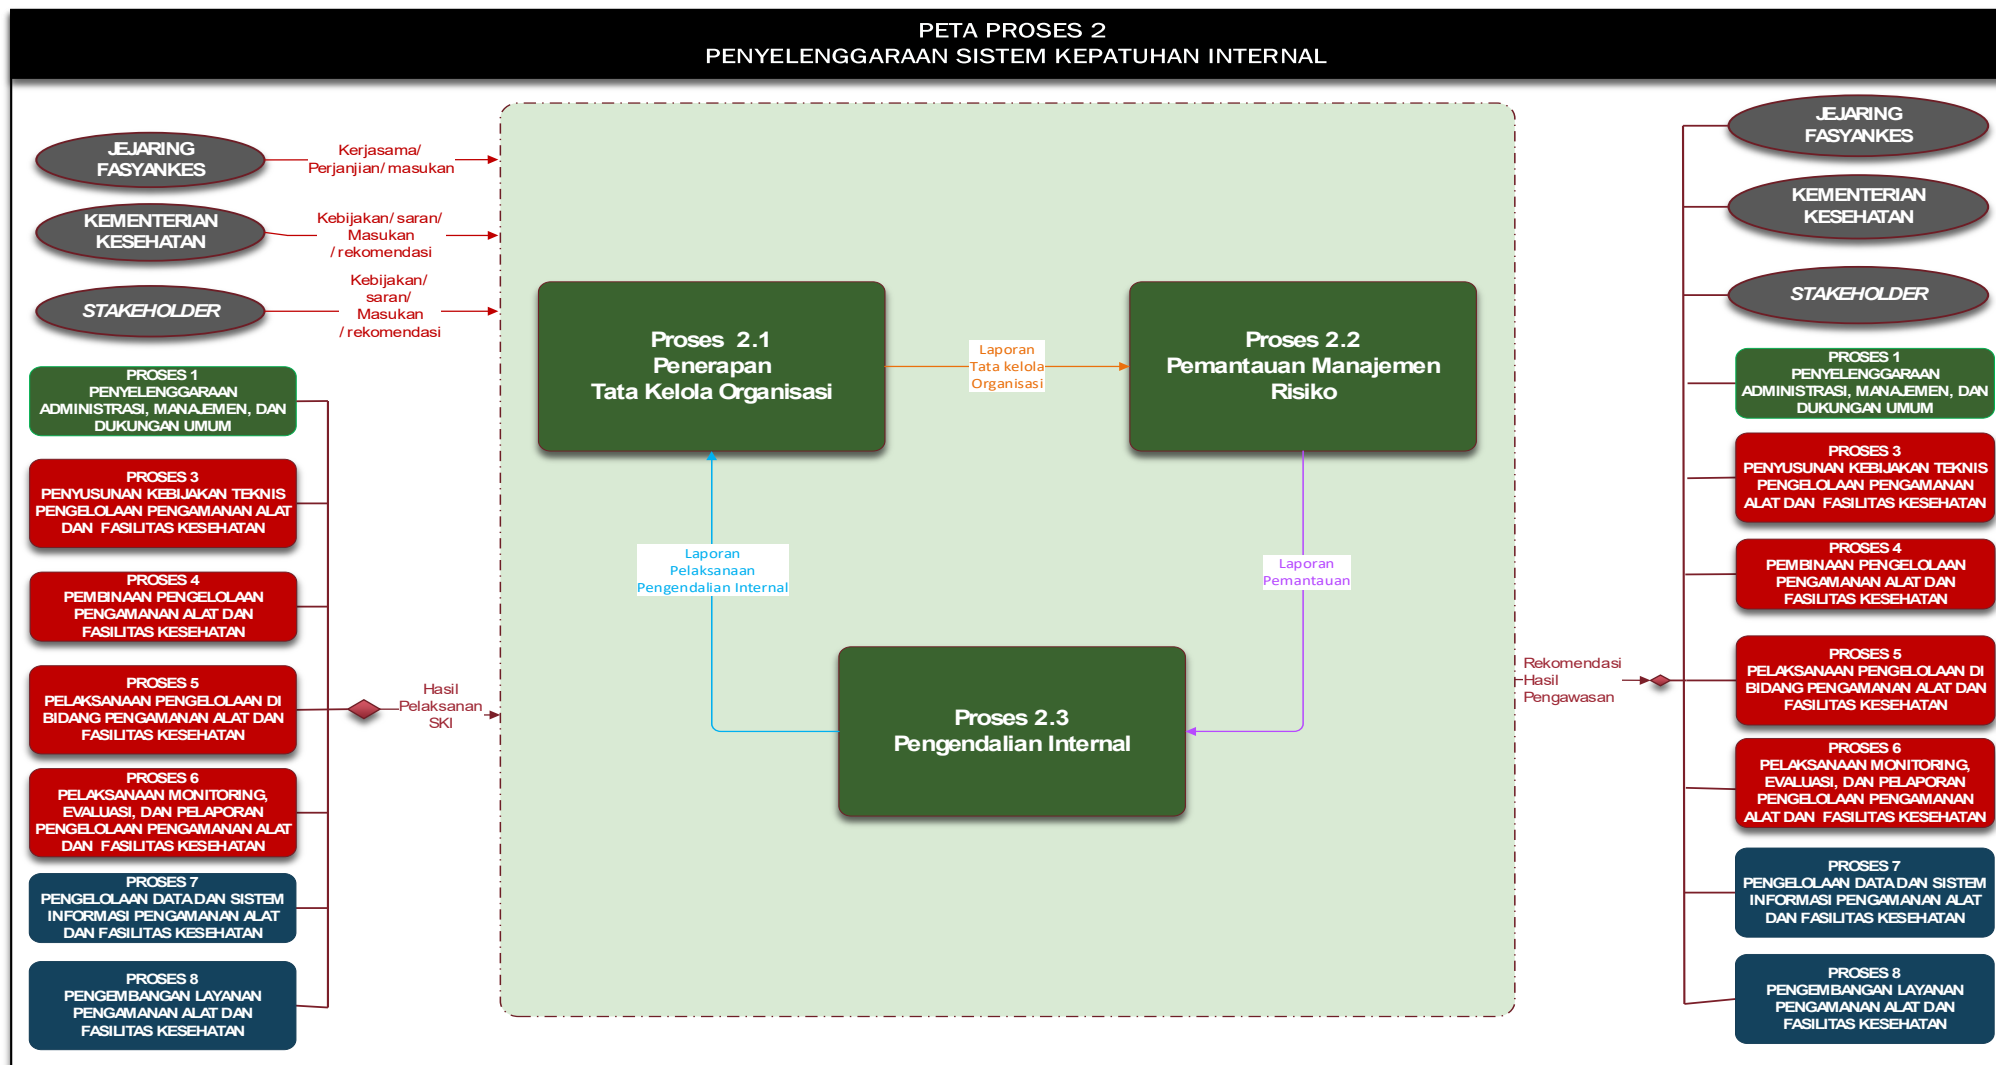 PETA PROSES 2
PENYELENGGARAAN SISTEM KEPATUHAN INTERNAL
JEJARING
FASYANKES
Kerjasama/
Perjanjian/ masukan
KEMENTERIAN
KESEHATAN
Kebijakan/ saran/
Masukan
/ rekomendasi
STAKEHOLDER
Kebijakan/
saran/
Masukan
/ rekomendasi
PROSES 1
PENYELENGGARAAN
ADMINISTRASI, MANAJEMEN, DAN
DUKUNGAN UMUM
PROSES 3
PENYUSUNAN KEBIJAKAN TEKNIS
PENGELOLAAN PENGAMANAN ALAT
DAN FASILITAS KESEHATAN
PROSES 4
PEMBINAAN PENGELOLAAN
PENGAMANAN ALAT DAN
FASILITAS KESEHATAN
PROSES 5
PELAKSANAAN PENGELOLAAN DI
BIDANG PENGAMANAN ALAT DAN
FASILITAS KESEHATAN
PROSES 6
PELAKSANAAN MONITORING,
EVALUASI, DAN PELAPORAN
PENGELOLAAN PENGAMANAN ALAT
DAN FASILITAS KESEHATAN
PROSES 7
PENGELOLAAN DATA DAN SISTEM
INFORMASI PENGAMANAN ALAT
DAN FASILITAS KESEHATAN
PROSES 8
PENGEMBANGAN LAYANAN
PENGAMANAN ALAT DAN
FASILITAS KESEHATAN
Hasil
Pelaksanan
SKI
Proses 2.1
Penerapan
Tata Kelola Organisasi
Laporan
Tata kelola
Organisasi
Proses 2.2
Pemantauan Manajemen
Risiko
Laporan
Pelaksanaan
Pengendalian Internal
Laporan
Pemantauan
Proses 2.3
Pengendalian Internal
Rekomendasi
Hasil
Pengawasan
JEJARING
FASYANKES
KEMENTERIAN
KESEHATAN
STAKEHOLDER
PROSES 1
PENYELENGGARAAN
ADMINISTRASI, MANAJEMEN, DAN
DUKUNGAN UMUM
PROSES 3
PENYUSUNAN KEBIJAKAN TEKNIS
PENGELOLAAN PENGAMANAN
ALAT DAN FASILITAS KESEHATAN
PROSES 4
PEMBINAAN PENGELOLAAN
PENGAMANAN ALAT DAN
FASILITAS KESEHATAN
PROSES 5
PELAKSANAAN PENGELOLAAN DI
BIDANG PENGAMANAN ALAT DAN
FASILITAS KESEHATAN
PROSES 6
PELAKSANAAN MONITORING,
EVALUASI, DAN PELAPORAN
PENGELOLAAN PENGAMANAN
ALAT DAN FASILITAS KESEHATAN
PROSES 7
PENGELOLAAN DATA DAN SISTEM
INFORMASI PENGAMANAN ALAT
DAN FASILITAS KESEHATAN
PROSES 8
PENGEMBANGAN LAYANAN
PENGAMANAN ALAT DAN
FASILITAS KESEHATAN